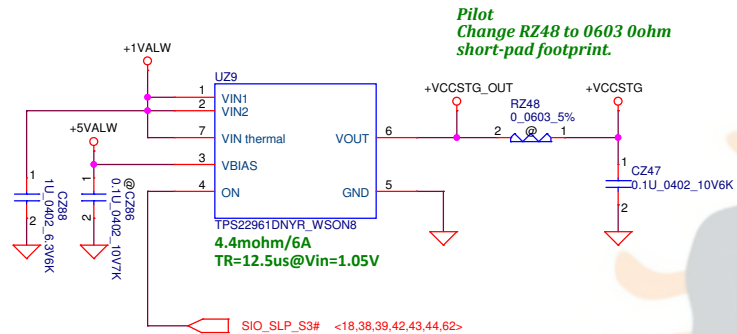 Pilot
Change RZ48 to 0603 0ohm
short-pad footprint.
+1VALW
UZ9
+VCCSTG_OUT
+VCCSTG
RZ48
0_0603_5%
@
1
VIN1
2
VIN2
7
VIN thermal
VOUT
6
2
1
+5VALW
3
VBIAS
4
ON
GND
5
1
CZ47
0.1U_0402_10V6K
2
1
2
CZ88
1U_0402_6.3V6K
1
2
@CZ86
0.1U_0402_10V7K
TPS22961DNYR_WSON8
4.4mohm/6A
TR=12.5us@Vin=1.05V
SIO_SLP_S3# <18,38,39,42,43,44,62>